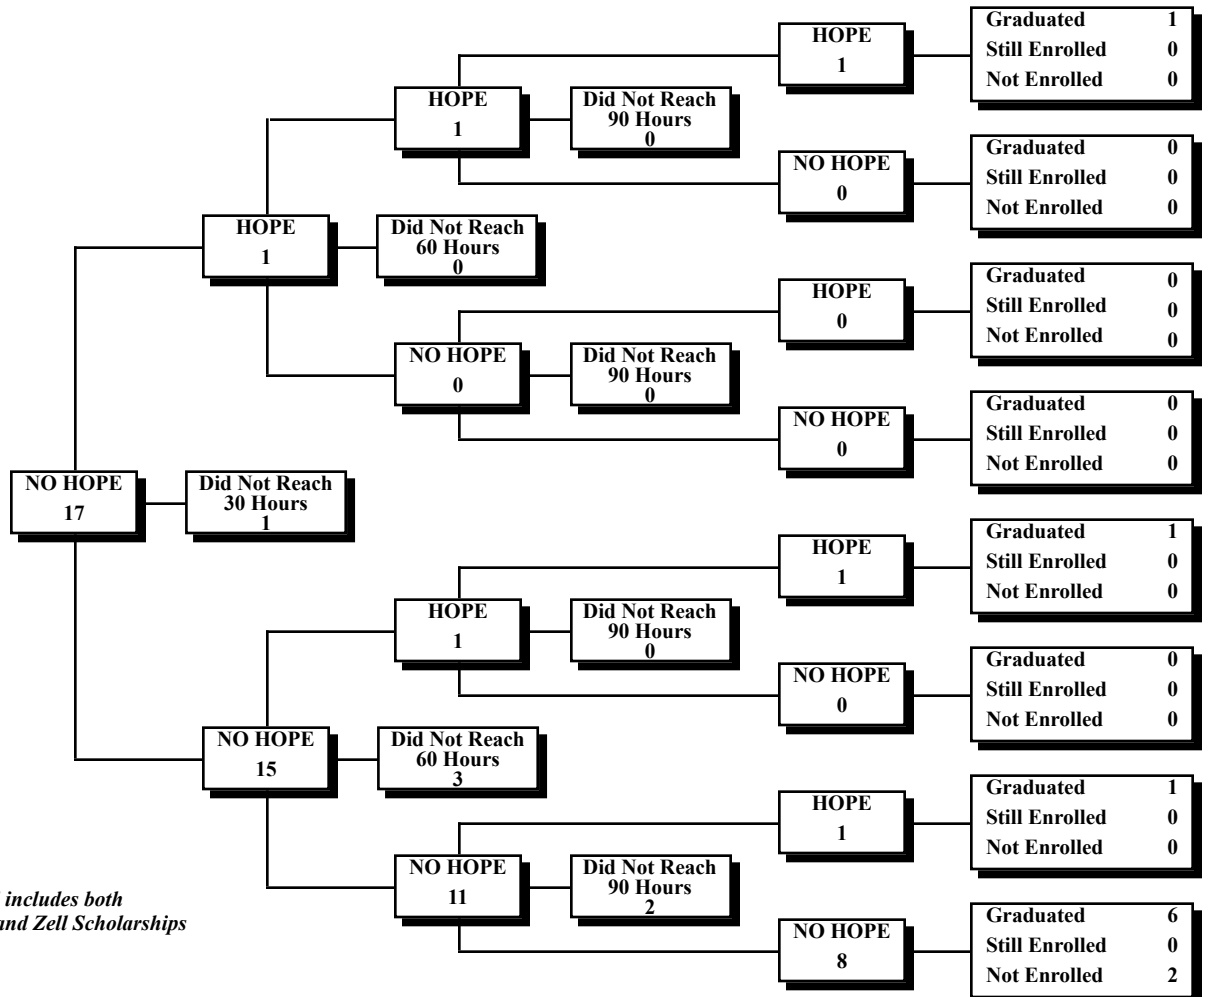 Graduated 1
Still Enrolled 0
Not Enrolled 0
HOPE
1
HOPE
1
Did Not Reach
90 Hours
0
Graduated 0
Still Enrolled 0
Not Enrolled 0
NO HOPE
0
HOPE
1
Did Not Reach
60 Hours
0
Graduated 0
Still Enrolled 0
Not Enrolled 0
HOPE
0
NO HOPE
0
Did Not Reach
90 Hours
0
Graduated 0
Still Enrolled 0
Not Enrolled 0
NO HOPE
0
NO HOPE
17
Did Not Reach
30 Hours
1
Graduated 1
Still Enrolled 0
Not Enrolled 0
HOPE
1
HOPE
1
Did Not Reach
90 Hours
0
Graduated 0
Still Enrolled 0
Not Enrolled 0
NO HOPE
0
NO HOPE
15
Did Not Reach
60 Hours
3
Graduated 1
Still Enrolled 0
Not Enrolled 0
HOPE
1
NO HOPE
11
Did Not Reach
90 Hours
2
includes both
and Zell Scholarships
Graduated 6
Still Enrolled 0
Not Enrolled 2
NO HOPE
8